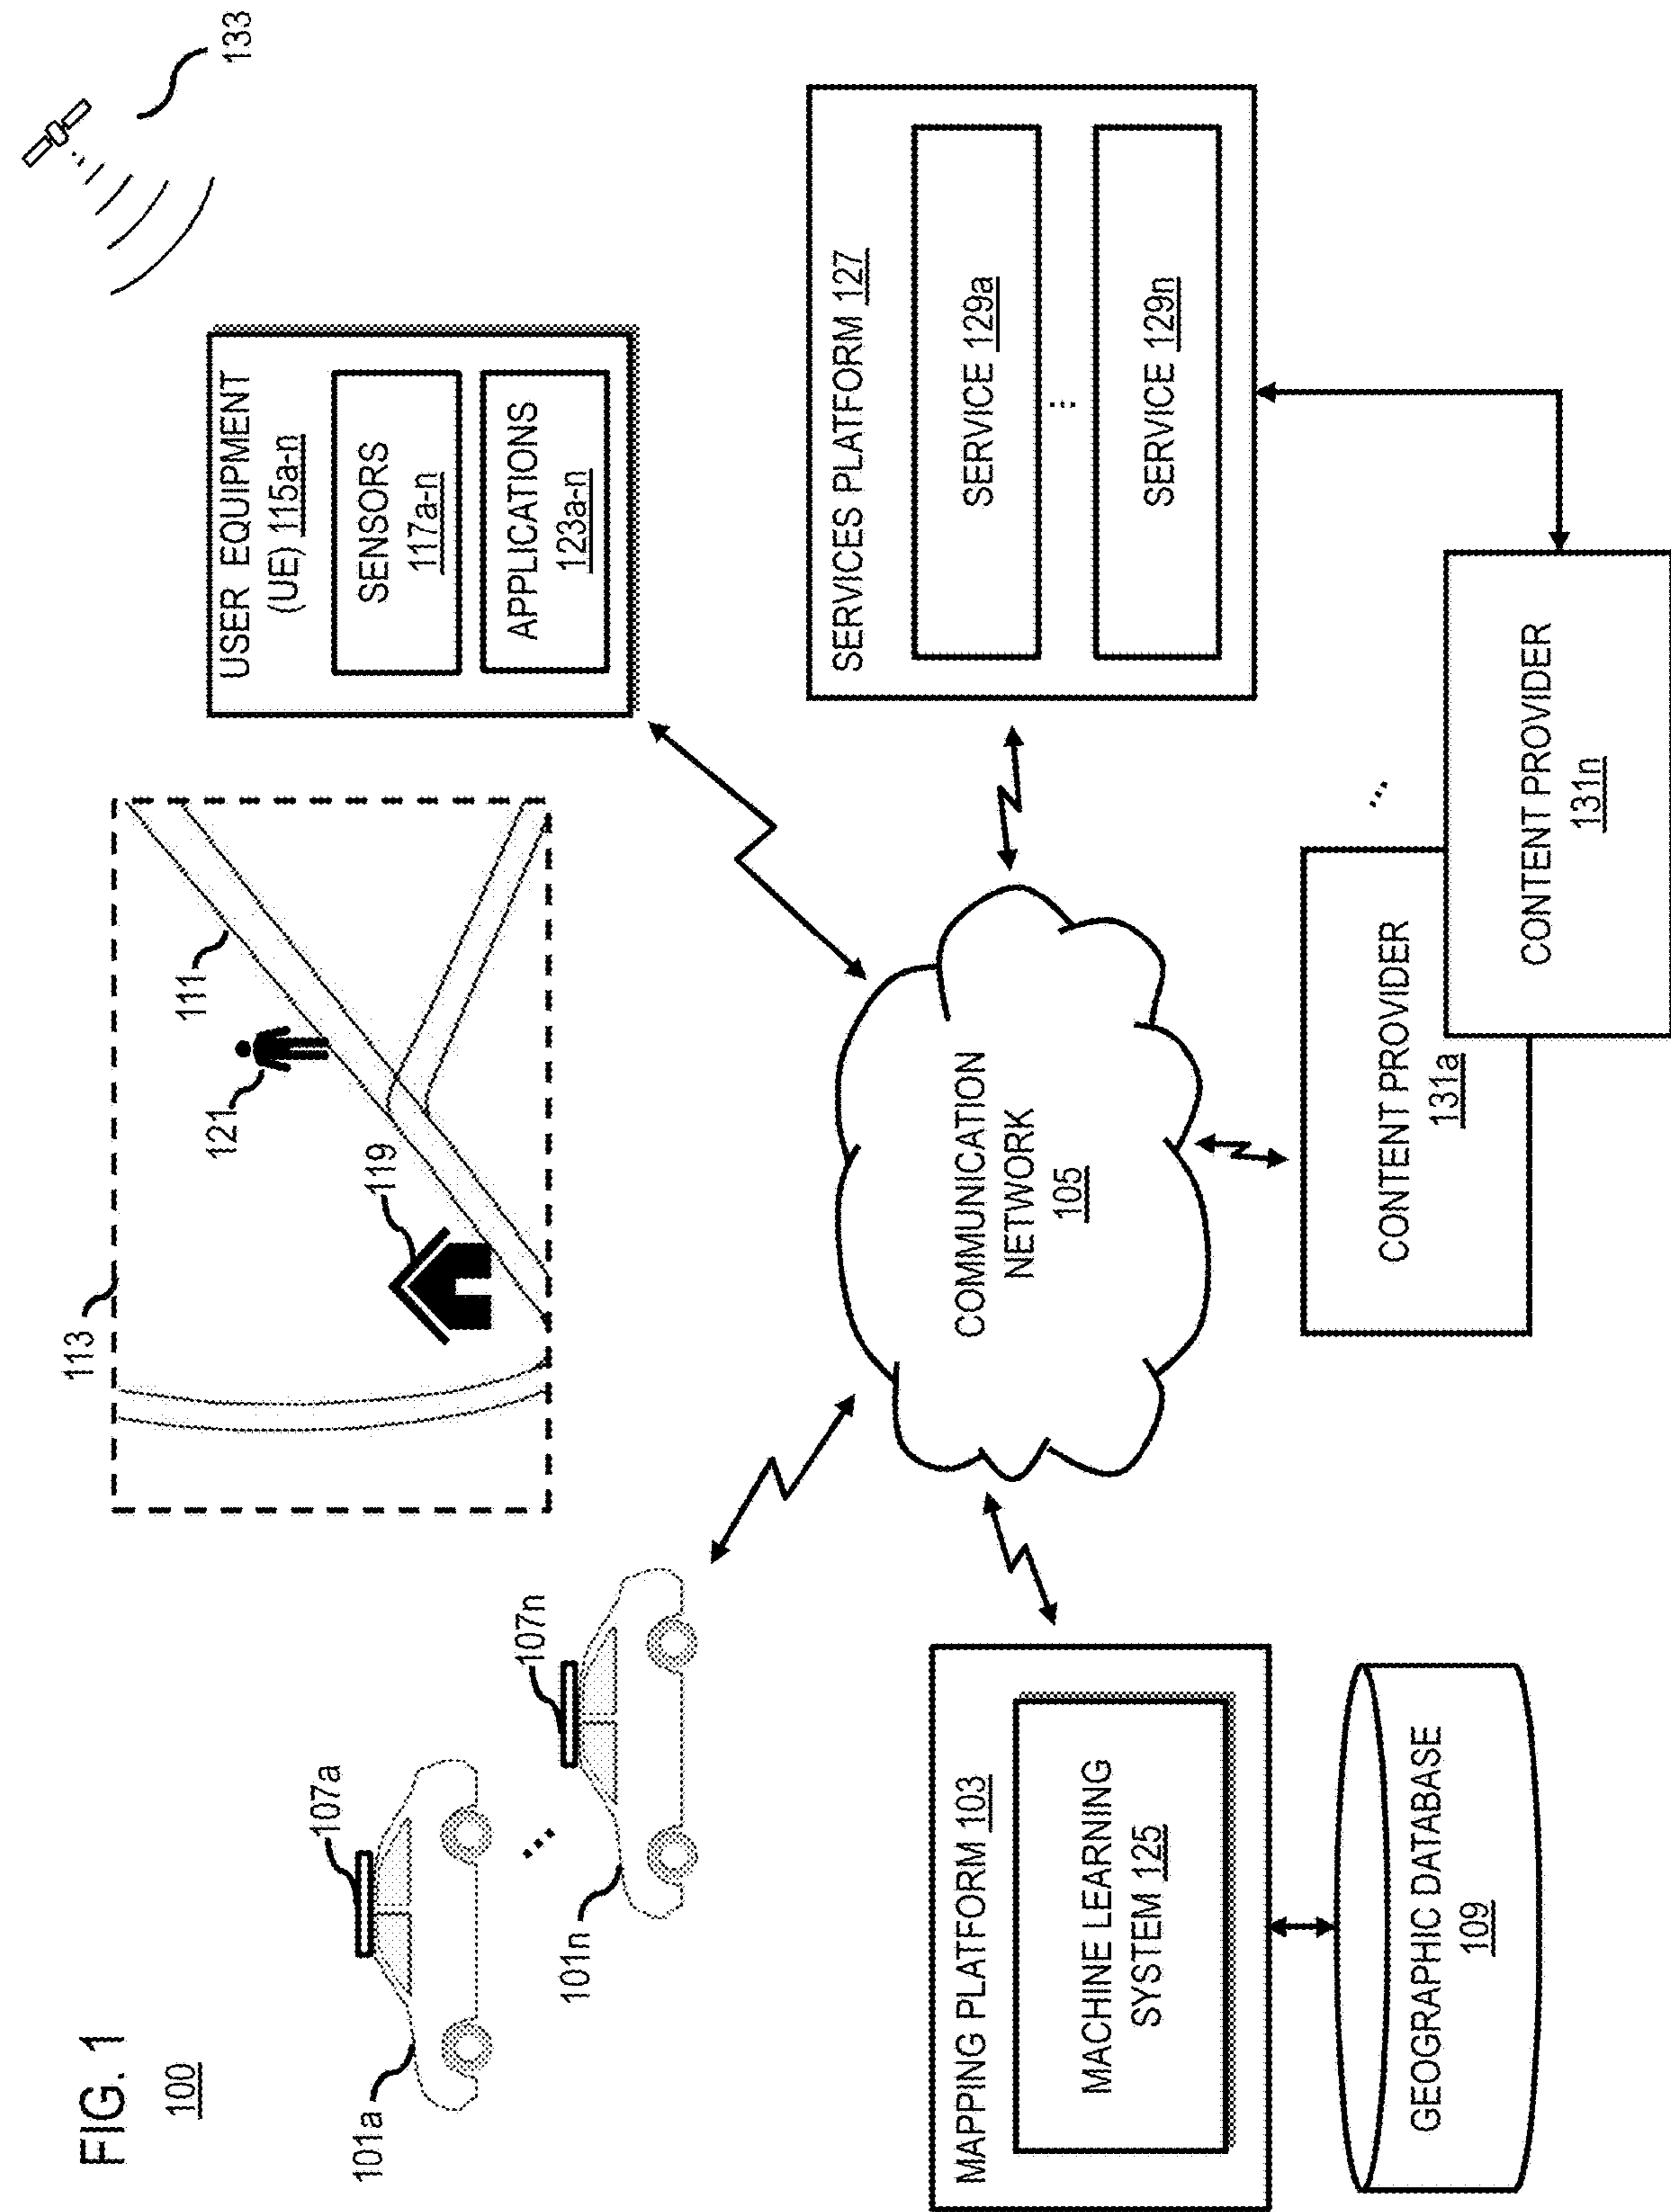 FIG. 1
100
101a
107a
101n
107n
113
119
121
111
133
USER EQUIPMENT
(UE) 115a-n
SENSORS
117a-n
APPLICATIONS
123a-n
MAPPING PLATFORM 103
MACHINE LEARNING
SYSTEM 125
GEOGRAPHIC DATABASE
109
COMMUNICATION
NETWORK
105
SERVICES PLATFORM 127
SERVICE 129a
...
SERVICE 129n
CONTENT PROVIDER
131a
...
CONTENT PROVIDER
131n